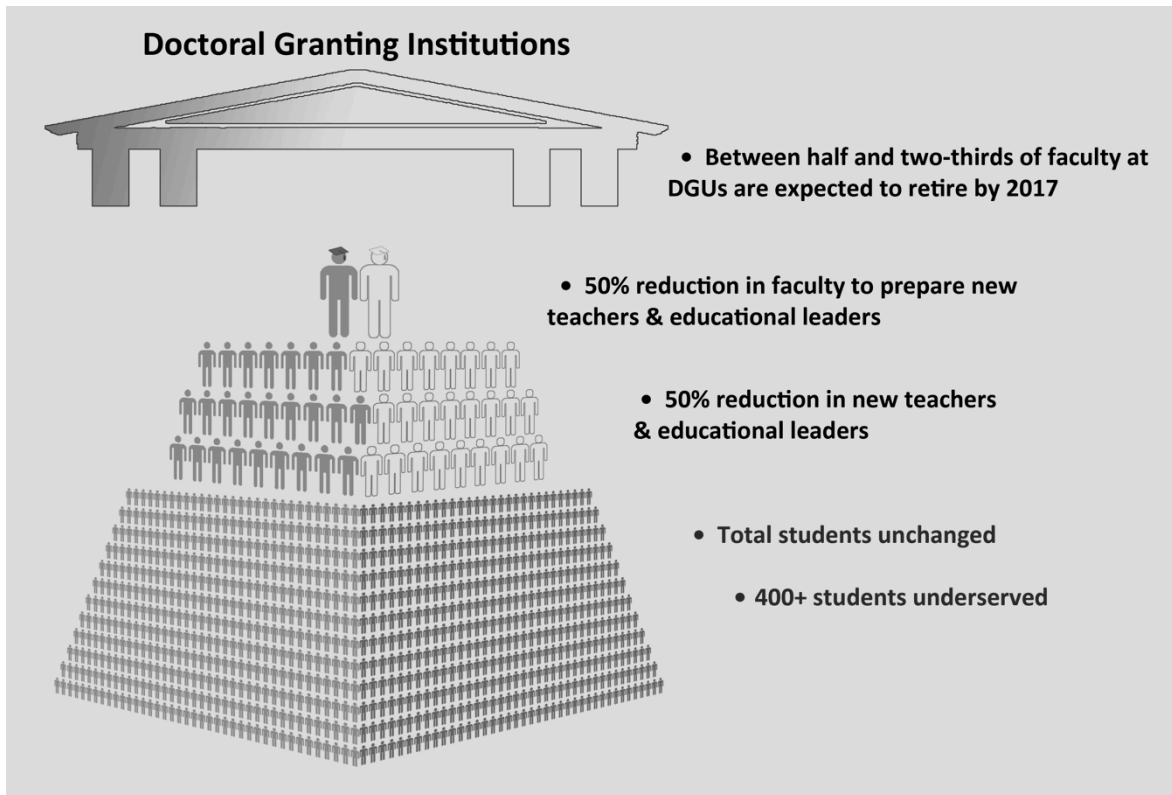 Doctoral Granting Institutions
• Between half and two-thirds of faculty at
DGUs are expected to retire by 2017
• 50% reduction in faculty to prepare new
teachers & educational leaders
• 50% reduction in new teachers
& educational leaders
• Total students unchanged
• 400+ students underserved